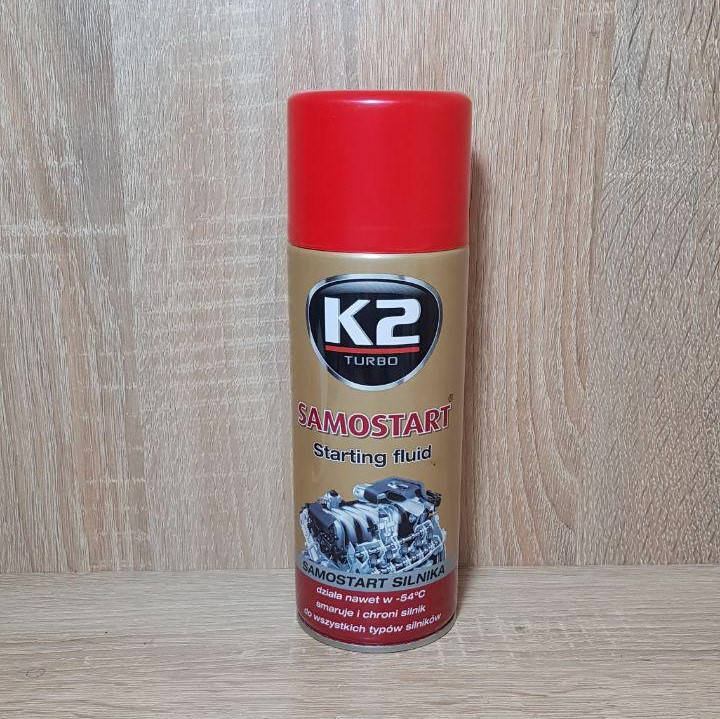 K2
TURBO
SAMOSTART®
Starting fluid
SAMOSTART SILNIKA
działa nawet w -54°C
smaruje i chroni silnik
do wszystkich typów silników